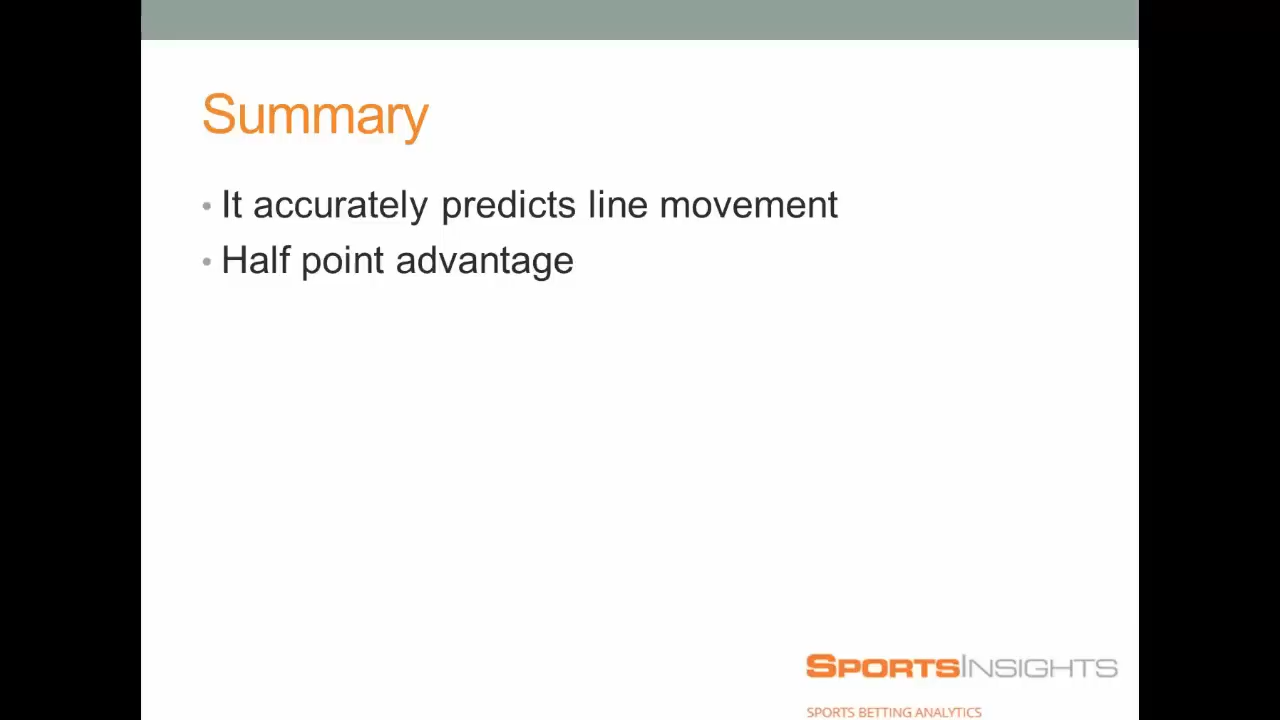 Summary
• It accurately predicts line movement
• Half point advantage
SPORTSINSIGHTS
SPORTS BETTING ANALYTICS